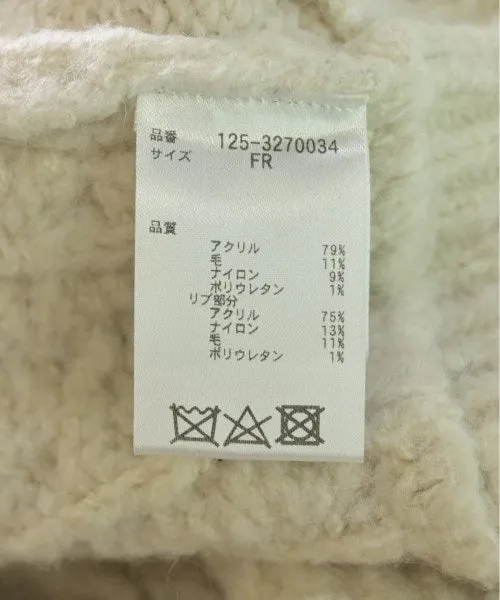 品番 125-3270034
サイズ FR
品質
アクリル 79%
毛 11%
ナイロン 9%
ポリウレタン 1%
リブ部分
アクリル 75%
ナイロン 13%
毛 11%
ポリウレタン 1%